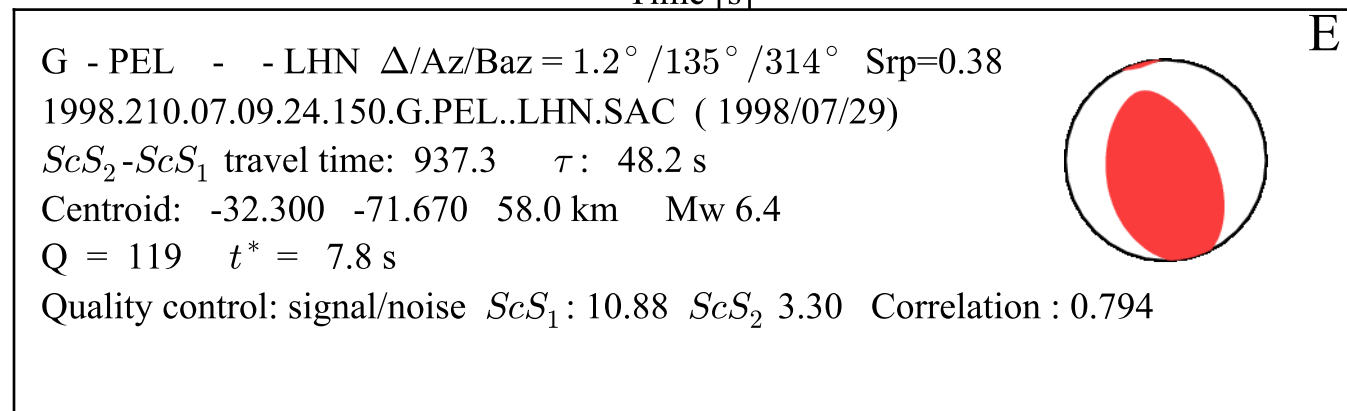 Time [s]
E
G - PEL - - LHN Δ/Az/Baz = 1.2° /135° /314° Srp=0.38
1998.210.07.09.24.150.G.PEL..LHN.SAC ( 1998/07/29)
ScS₂-ScS₁ travel time: 937.3 τ : 48.2 s
Centroid: -32.300 -71.670 58.0 km Mw 6.4
Q = 119 t* = 7.8 s
Quality control: signal/noise ScS₁: 10.88 ScS₂ 3.30 Correlation : 0.794